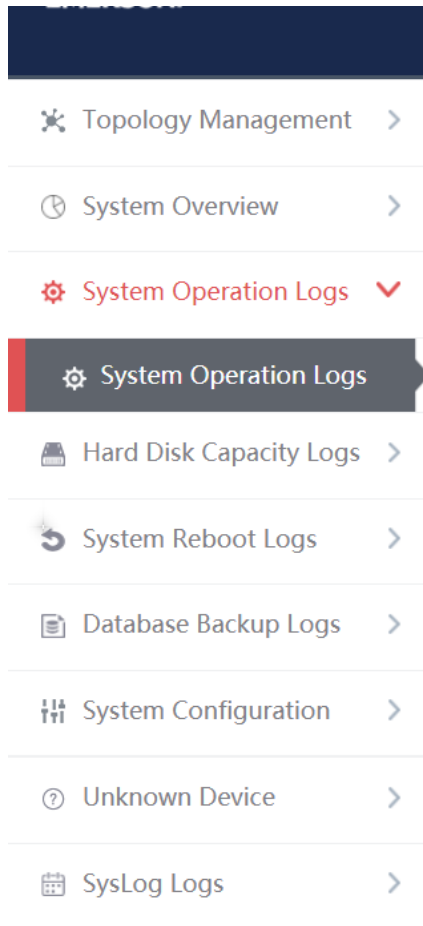 Topology Management
System Overview
System Operation Logs
System Operation Logs
Hard Disk Capacity Logs
System Reboot Logs
Database Backup Logs
System Configuration
Unknown Device
SysLog Logs